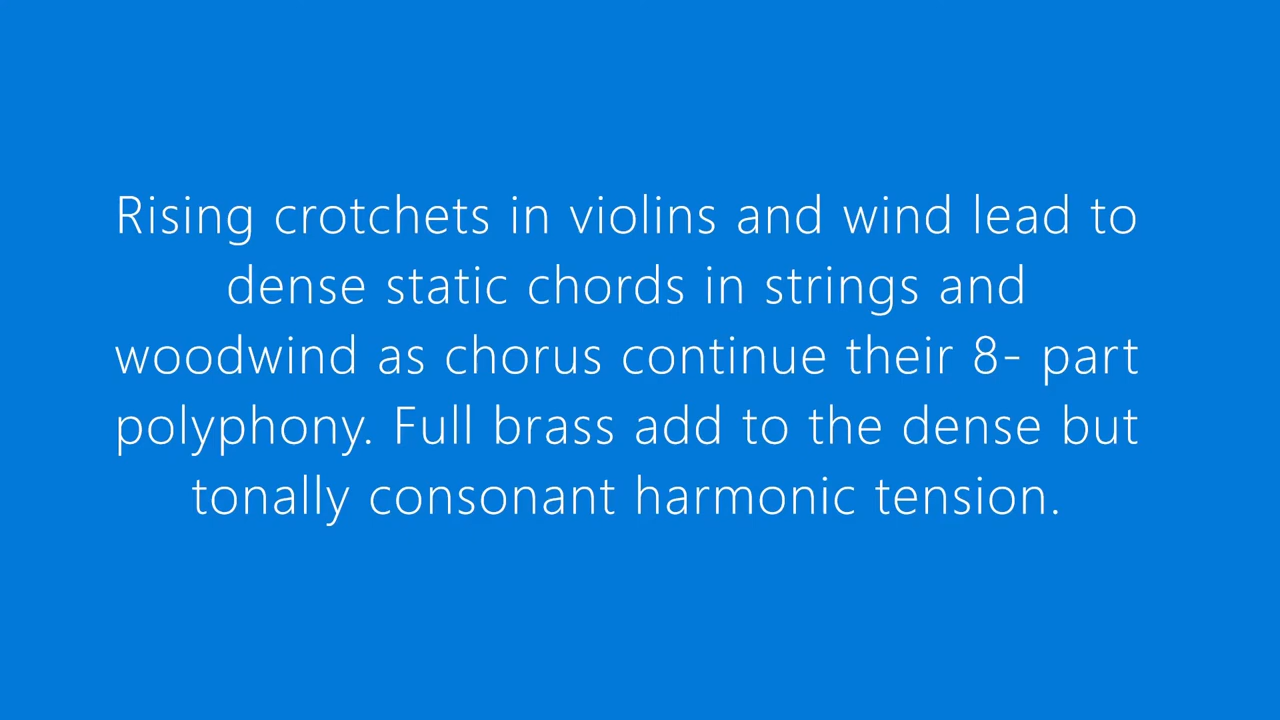 Rising crotchets in violins and wind lead to
dense static chords in strings and
woodwind as chorus continue their 8- part
polyphony. Full brass add to the dense but
tonally consonant harmonic tension.